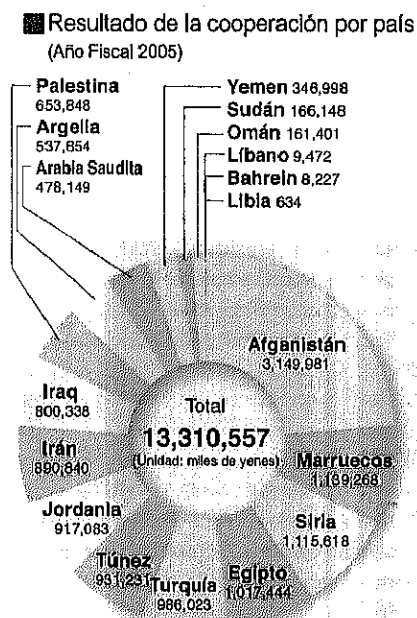 Resultado de la cooperación por país
(Año Fiscal 2005)
Palestina
653,848
Argelia
537,854
Arabia Saudita
478,149
Yemen 346,998
Sudán 166,148
Omán 161,401
Líbano 9,472
Bahrein 8,227
Libia 634
Afganistán
3,149,981
Marruecos
1,139,268
Siria
1,115,618
Egipto
1,017,444
Turquía
986,023
Túnez
931,231
Jordania
917,083
Irán
890,840
Iraq
800,338
Total
13,310,557
(Unidad: miles de yenes)